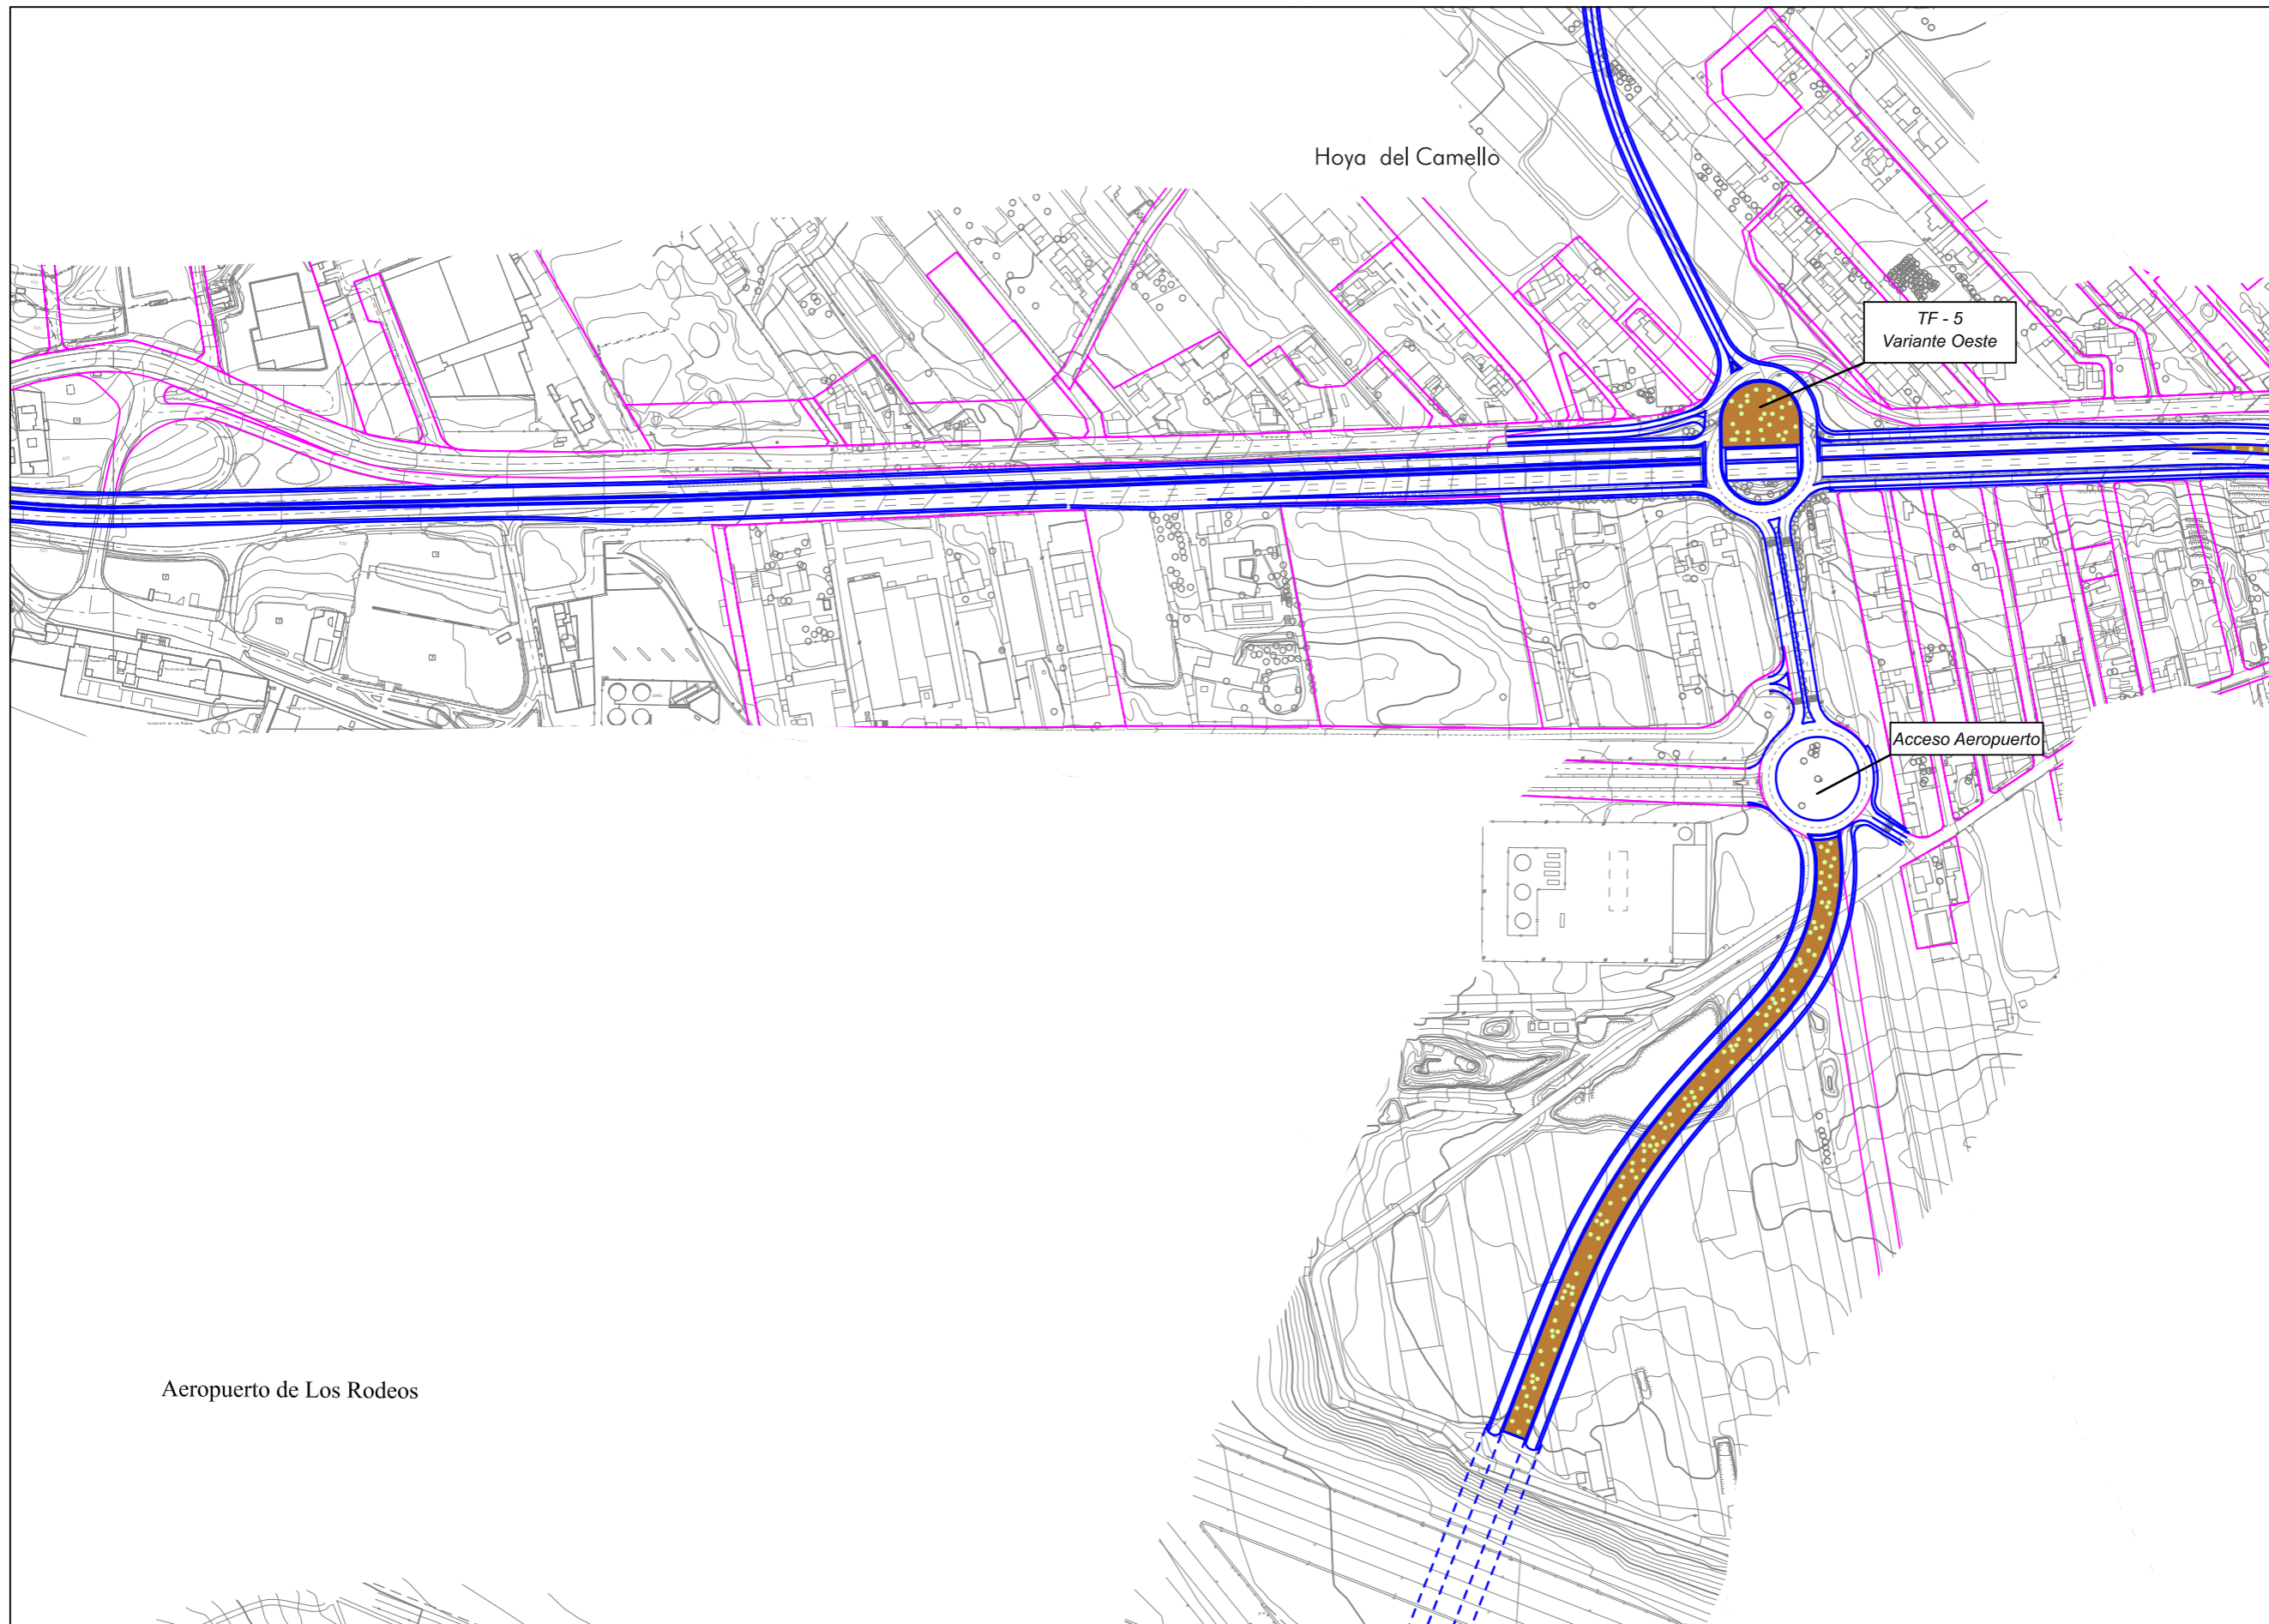 Hoya del Camello
TF - 5
Variante Oeste
Acceso Aeropuerto
Aeropuerto de Los Rodeos